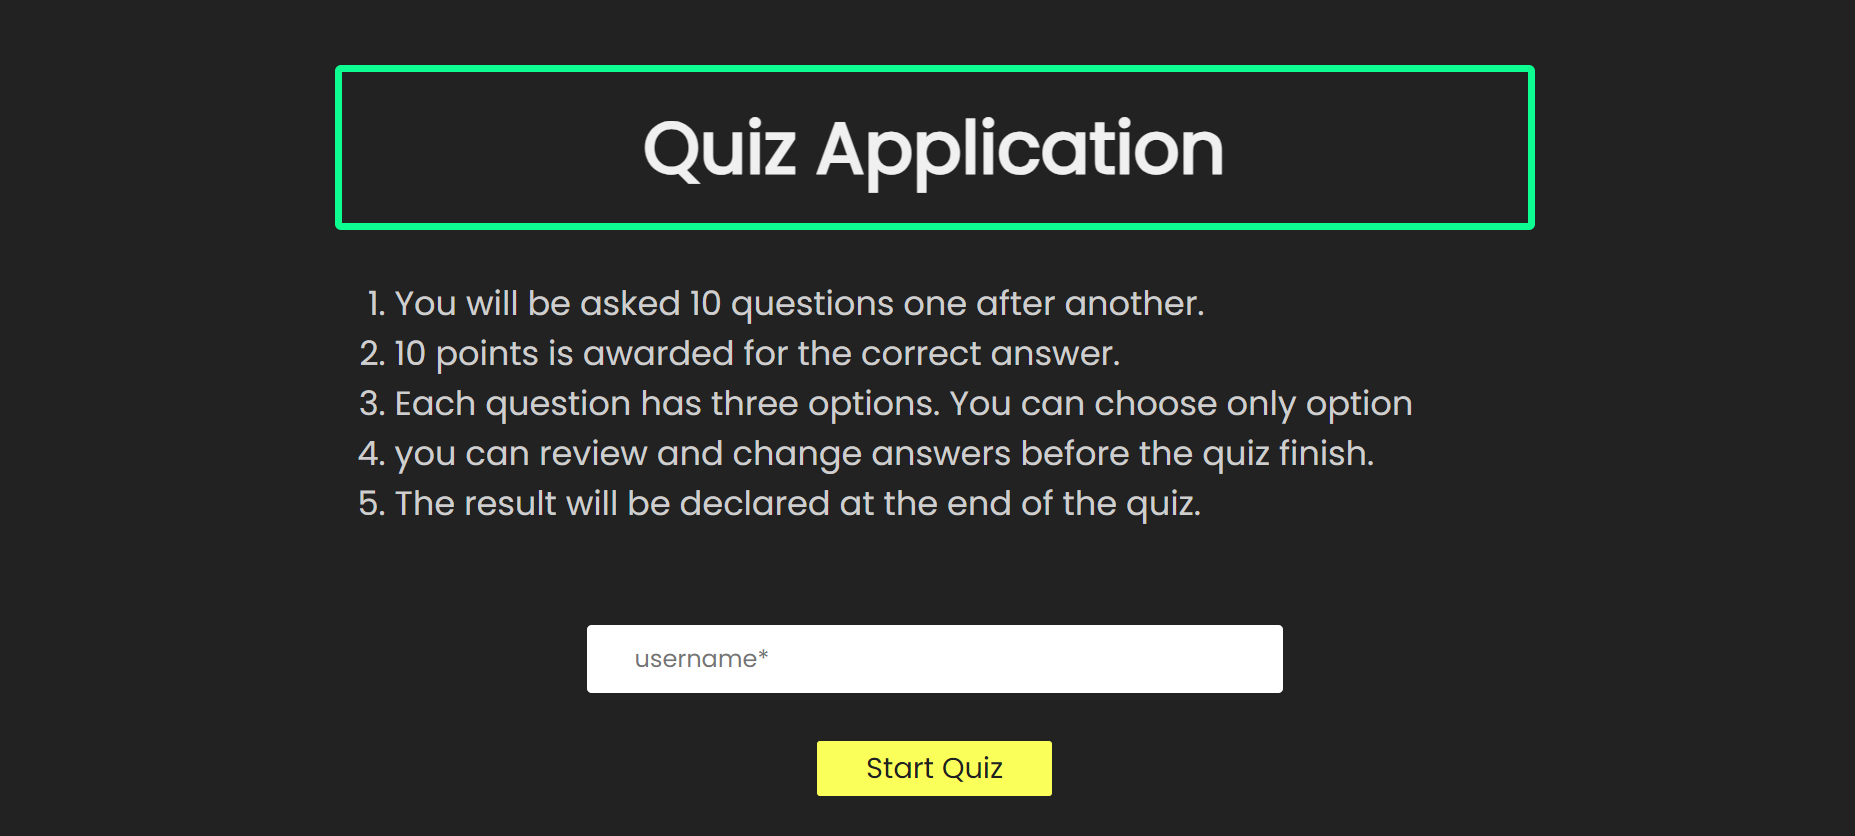 Quiz Application
1. You will be asked 10 questions one after another.
2. 10 points is awarded for the correct answer.
3. Each question has three options. You can choose only option
4. you can review and change answers before the quiz finish.
5. The result will be declared at the end of the quiz.
username*
Start Quiz